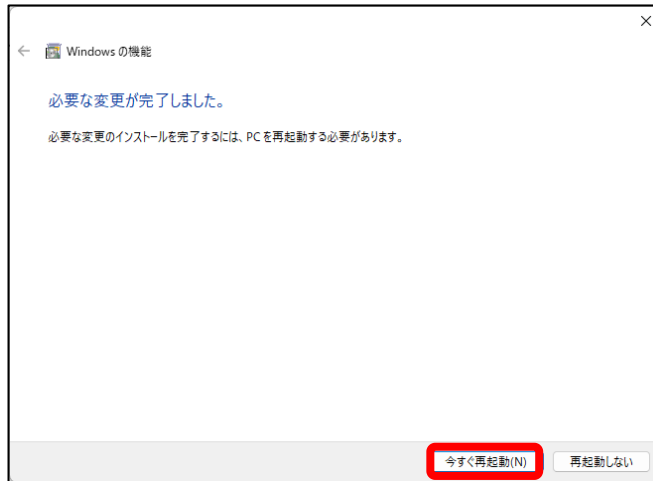 Windows の機能
必要な変更が完了しました。
必要な変更のインストールを完了するには、PC を再起動する必要があります。
今すぐ再起動(N)
再起動しない